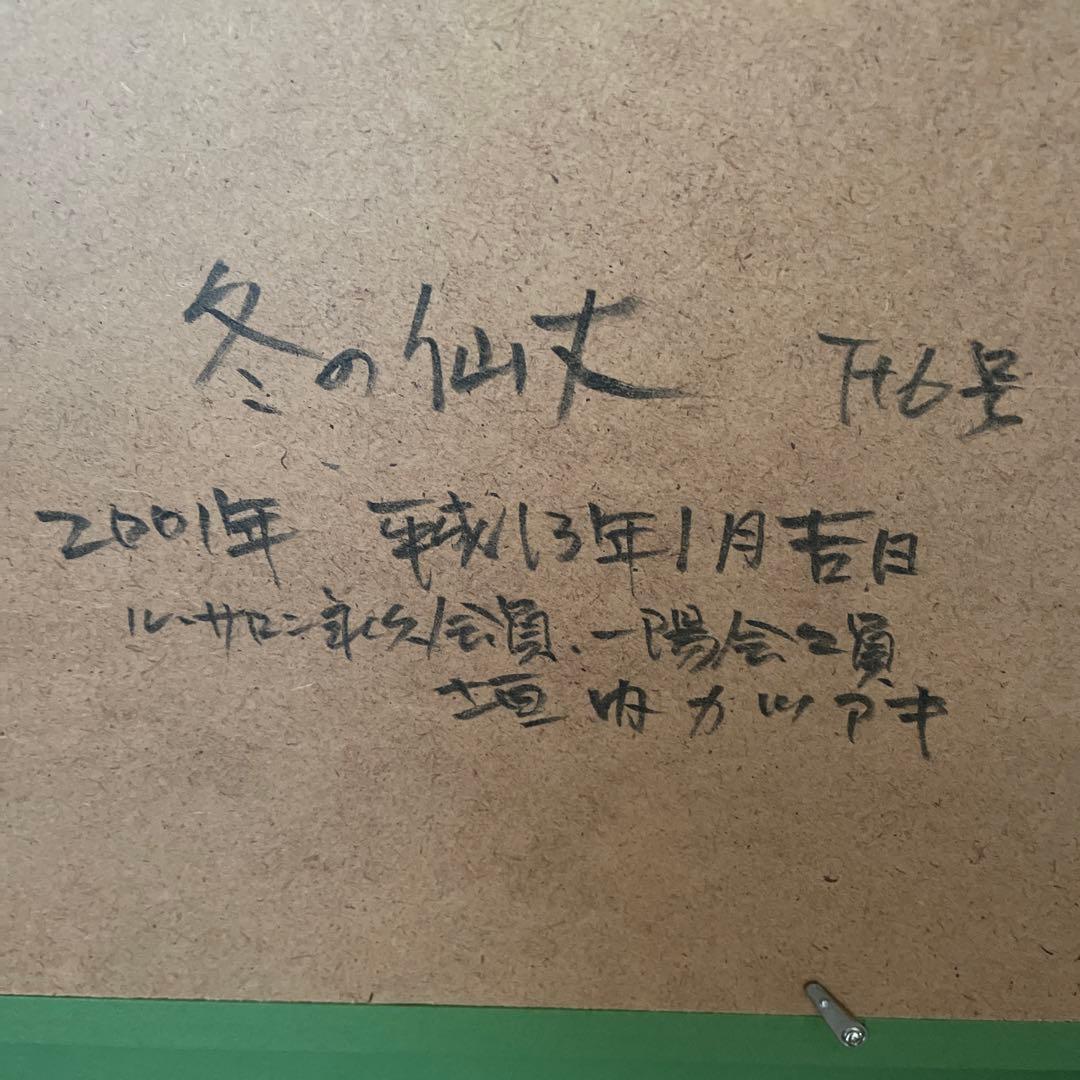 冬の仙丈 F6号
2001年 平成13年1月吉日
ル・サロン永久会員、一陽会会員
垣内カツアキ